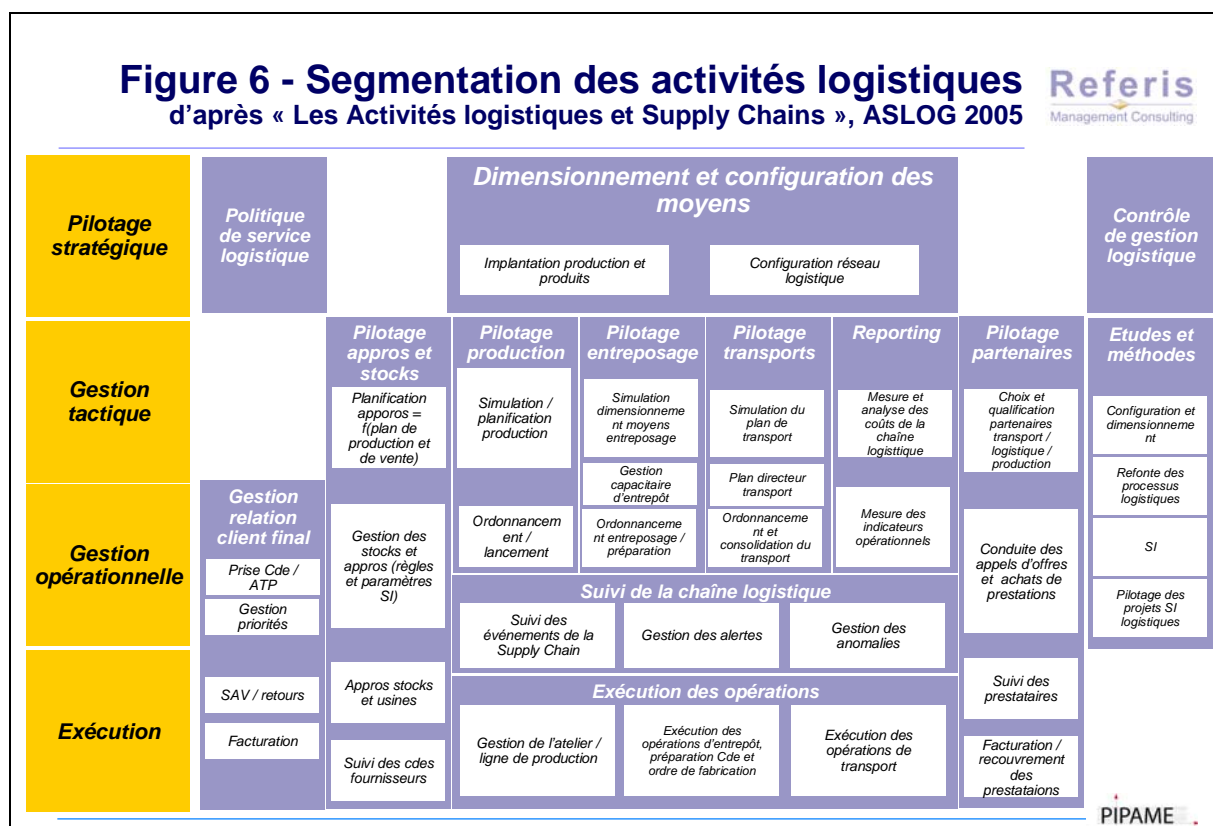 Figure 6 - Segmentation des activités logistiques
d'après « Les Activités logistiques et Supply Chains », ASLOG 2005
Referis
Management Consulting
Pilotage
stratégique
Politique
de service
logistique
Dimensionnement et configuration des
moyens
Implantation production et
produits
Configuration réseau
logistique
Contrôle
de gestion
logistique
Gestion
tactique
Pilotage
appros et
stocks
Planification
apporos =
f(plan de
production et
de vente)
Pilotage
production
Simulation /
planification
production
Pilotage
entreposage
Simulation
dimensionneme
nt moyens
entreposage
Gestion
capacitaire
d'entrepôt
Pilotage
transports
Simulation du
plan de
transport
Plan directeur
transport
Reporting
Mesure et
analyse des
coûts de la
chaîne
logisttique
Pilotage
partenaires
Choix et
qualification
partenaires
transport /
logistique /
production
Etudes et
méthodes
Configuration et
dimensionneme
nt
Refonte des
processus
logistiques
SI
Pilotage des
projets SI
logistiques
Gestion
opérationnelle
Gestion
relation
client final
Prise Cde /
ATP
Gestion
priorités
Gestion des
stocks et
appros (règles
et paramètres
SI)
Ordonnancem
ent /
lancement
Ordonnanceme
nt entreposage /
préparation
Ordonnanceme
nt et
consolidation du
transport
Mesure des
indicateurs
opérationnels
Conduite des
appels d'offres
et achats de
prestations
Suivi de la chaîne logistique
Suivi des
événements de la
Supply Chain
Gestion des alertes
Gestion des
anomalies
Exécution
SAV / retours
Facturation
Appros stocks
et usines
Suivi des cdes
fournisseurs
Exécution des opérations
Gestion de l'atelier /
ligne de production
Exécution des
opérations d'entrepôt,
préparation Cde et
ordre de fabrication
Exécution des
opérations de
transport
Suivi des
prestataires
Facturation /
recouvrement
des
prestataions
PIPAME